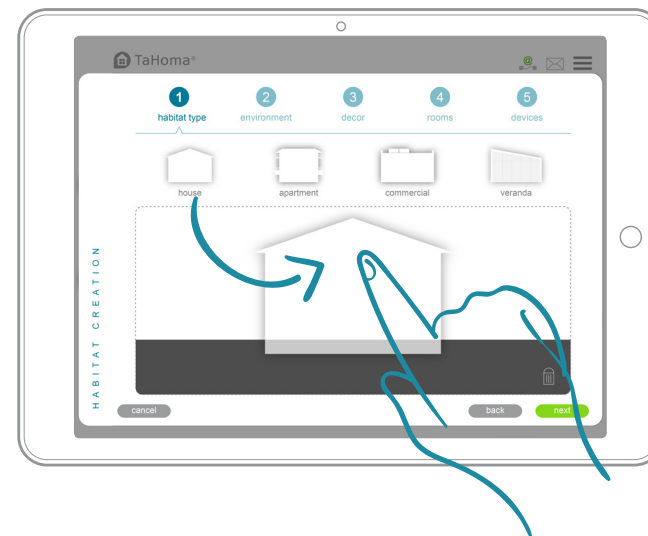 TaHoma®
@
1 2 3 4 5
habitat type environment decor rooms devices
house apartment commercial veranda
HABITAT CREATION
cancel back next